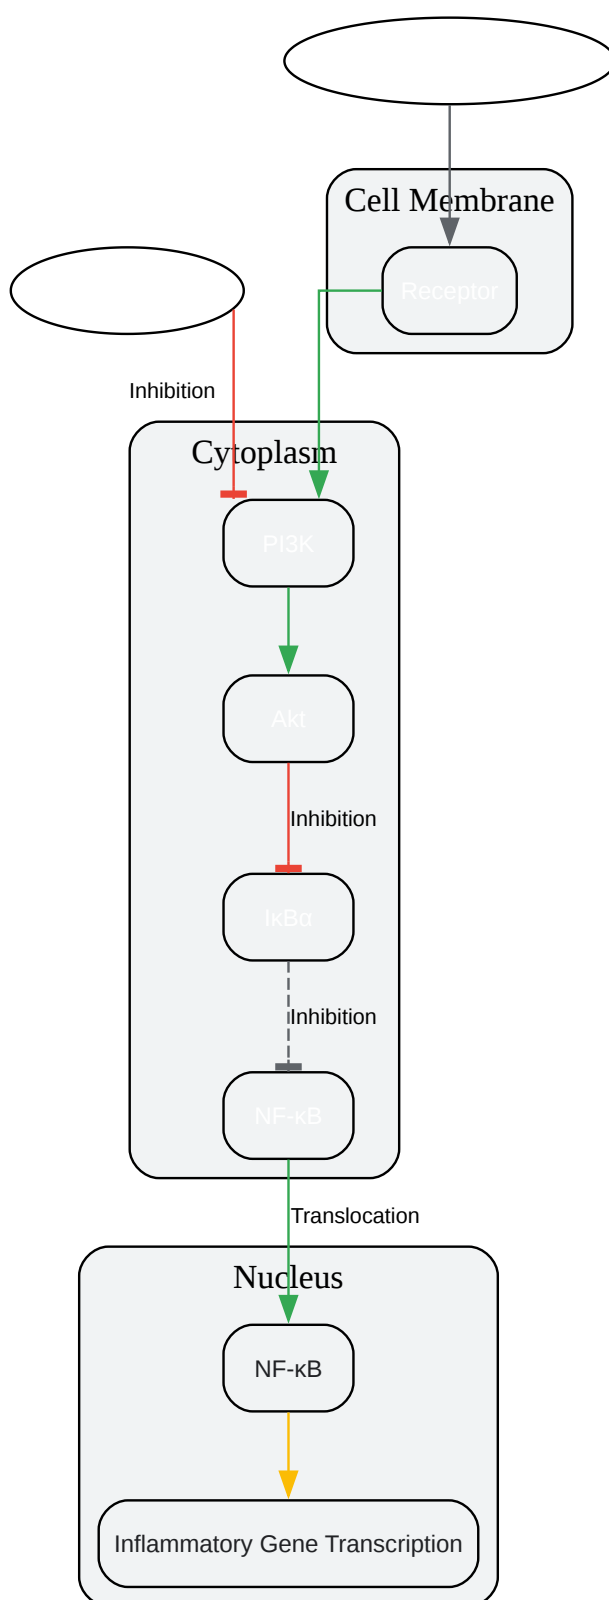 Cell Membrane
Receptor
Inhibition
Cytoplasm
PI3K
Akt
Inhibition
IκBα
Inhibition
NF-κB
Translocation
Nucleus
NF-κB
Inflammatory Gene Transcription